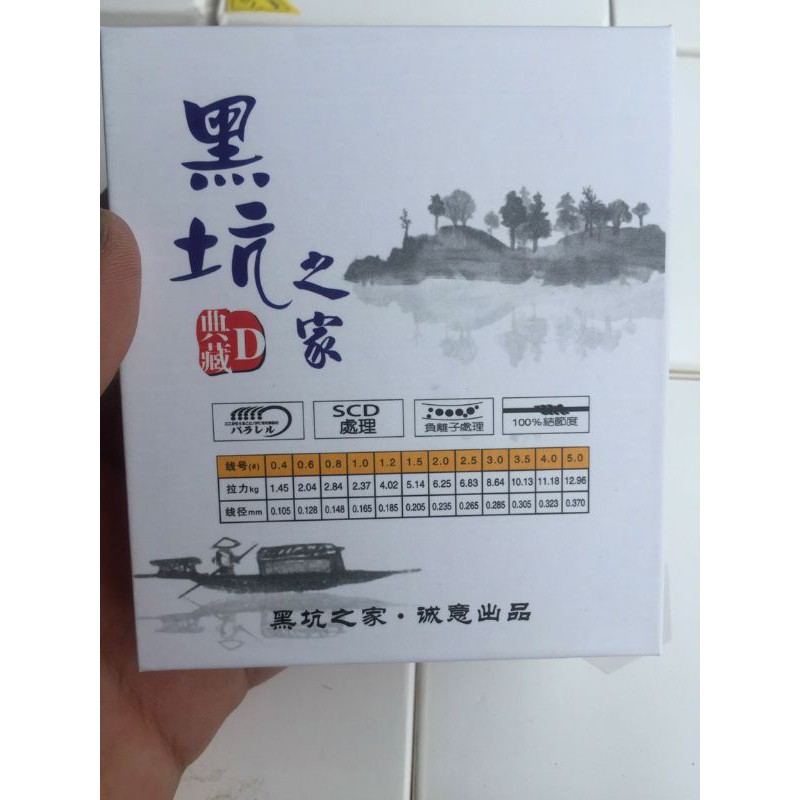 黑坑之家
典藏
D
パラレル
SCD
處理
負離子處理
100%結節度
线号(#) 0.4 0.6 0.8 1.0 1.2 1.5 2.0 2.5 3.0 3.5 4.0 5.0
拉力kg 1.45 2.04 2.84 2.37 4.02 5.14 6.25 6.83 8.64 10.13 11.18 12.96
线径mm 0.105 0.128 0.148 0.165 0.185 0.205 0.235 0.265 0.285 0.305 0.323 0.370
黑坑之家·诚意出品